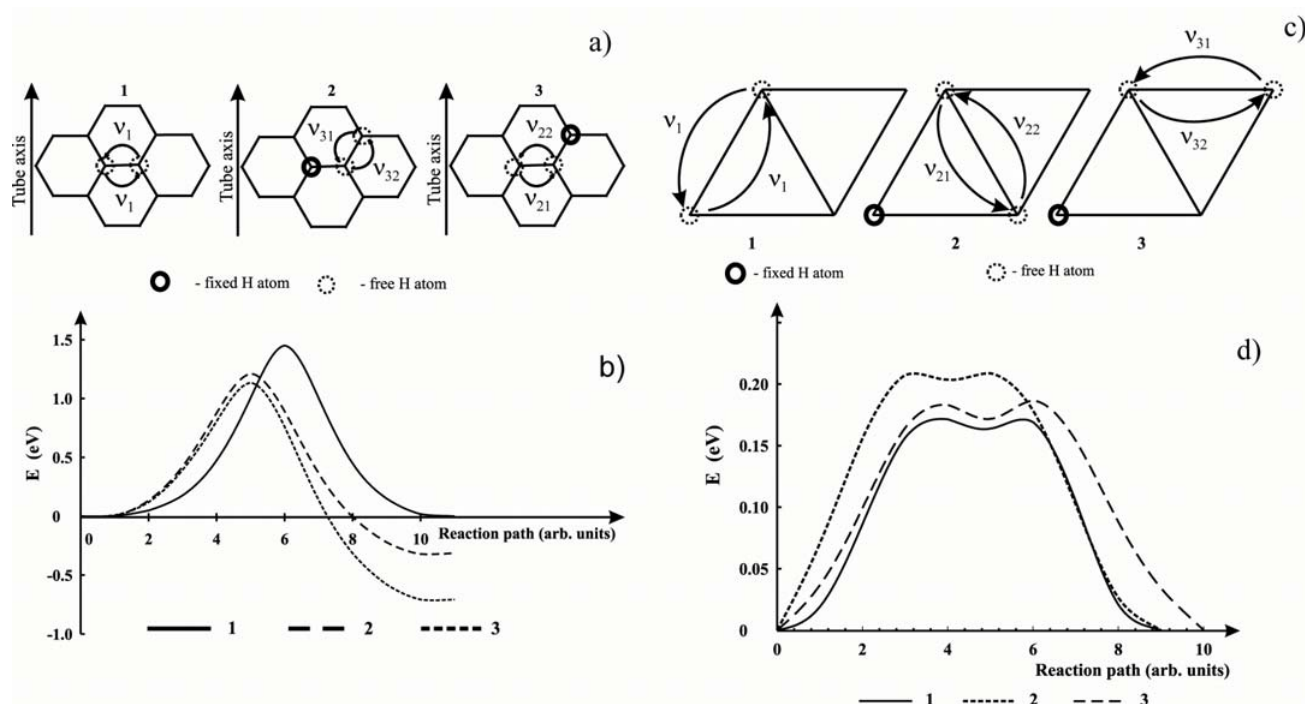 a)
1 2 3
Tube axis Tube axis Tube axis
ν1 ν31 ν22
ν1 ν32 ν21
- fixed H atom - free H atom
b)
E (eV)
1.5
1.0
0.5
0
-0.5
-1.0
0 2 4 6 8 10
Reaction path (arb. units)
1 2 3
c)
ν31
ν1 ν22 ν32
ν1 ν21
1 2 3
- fixed H atom - free H atom
d)
E (eV)
0.20
0.15
0.10
0.05
0
0 2 4 6 8 10
Reaction path (arb. units)
1 2 3